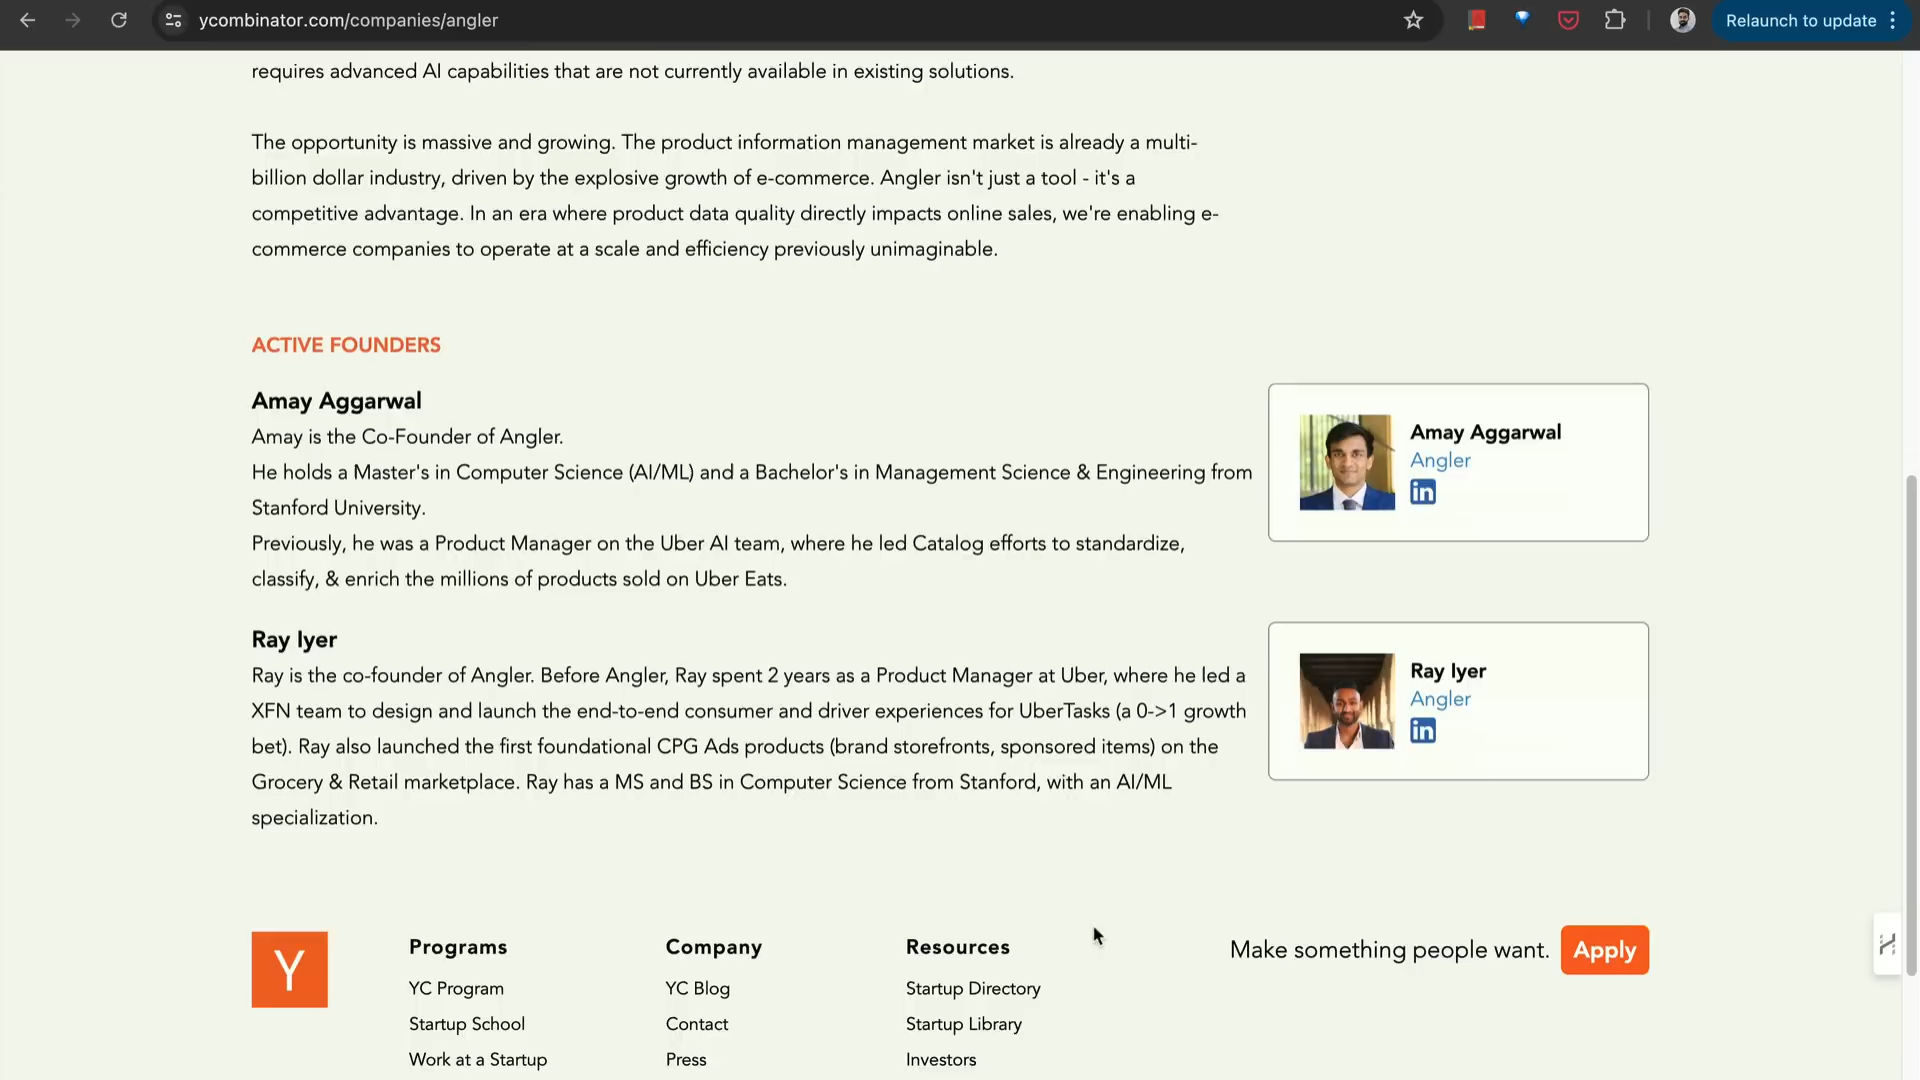 ycombinator.com/companies/angler
Relaunch to update
requires advanced AI capabilities that are not currently available in existing solutions.
The opportunity is massive and growing. The product information management market is already a multi-
billion dollar industry, driven by the explosive growth of e-commerce. Angler isn't just a tool - it's a
competitive advantage. In an era where product data quality directly impacts online sales, we're enabling e-
commerce companies to operate at a scale and efficiency previously unimaginable.
ACTIVE FOUNDERS
Amay Aggarwal
Amay is the Co-Founder of Angler.
He holds a Master's in Computer Science (AI/ML) and a Bachelor's in Management Science & Engineering from
Stanford University.
Previously, he was a Product Manager on the Uber AI team, where he led Catalog efforts to standardize,
classify, & enrich the millions of products sold on Uber Eats.
Amay Aggarwal
Angler
in
Ray Iyer
Ray is the co-founder of Angler. Before Angler, Ray spent 2 years as a Product Manager at Uber, where he led a
XFN team to design and launch the end-to-end consumer and driver experiences for UberTasks (a 0->1 growth
bet). Ray also launched the first foundational CPG Ads products (brand storefronts, sponsored items) on the
Grocery & Retail marketplace. Ray has a MS and BS in Computer Science from Stanford, with an AI/ML
specialization.
Ray Iyer
Angler
in
Y
Programs
YC Program
Startup School
Work at a Startup
Company
YC Blog
Contact
Press
Resources
Startup Directory
Startup Library
Investors
Make something people want.
Apply